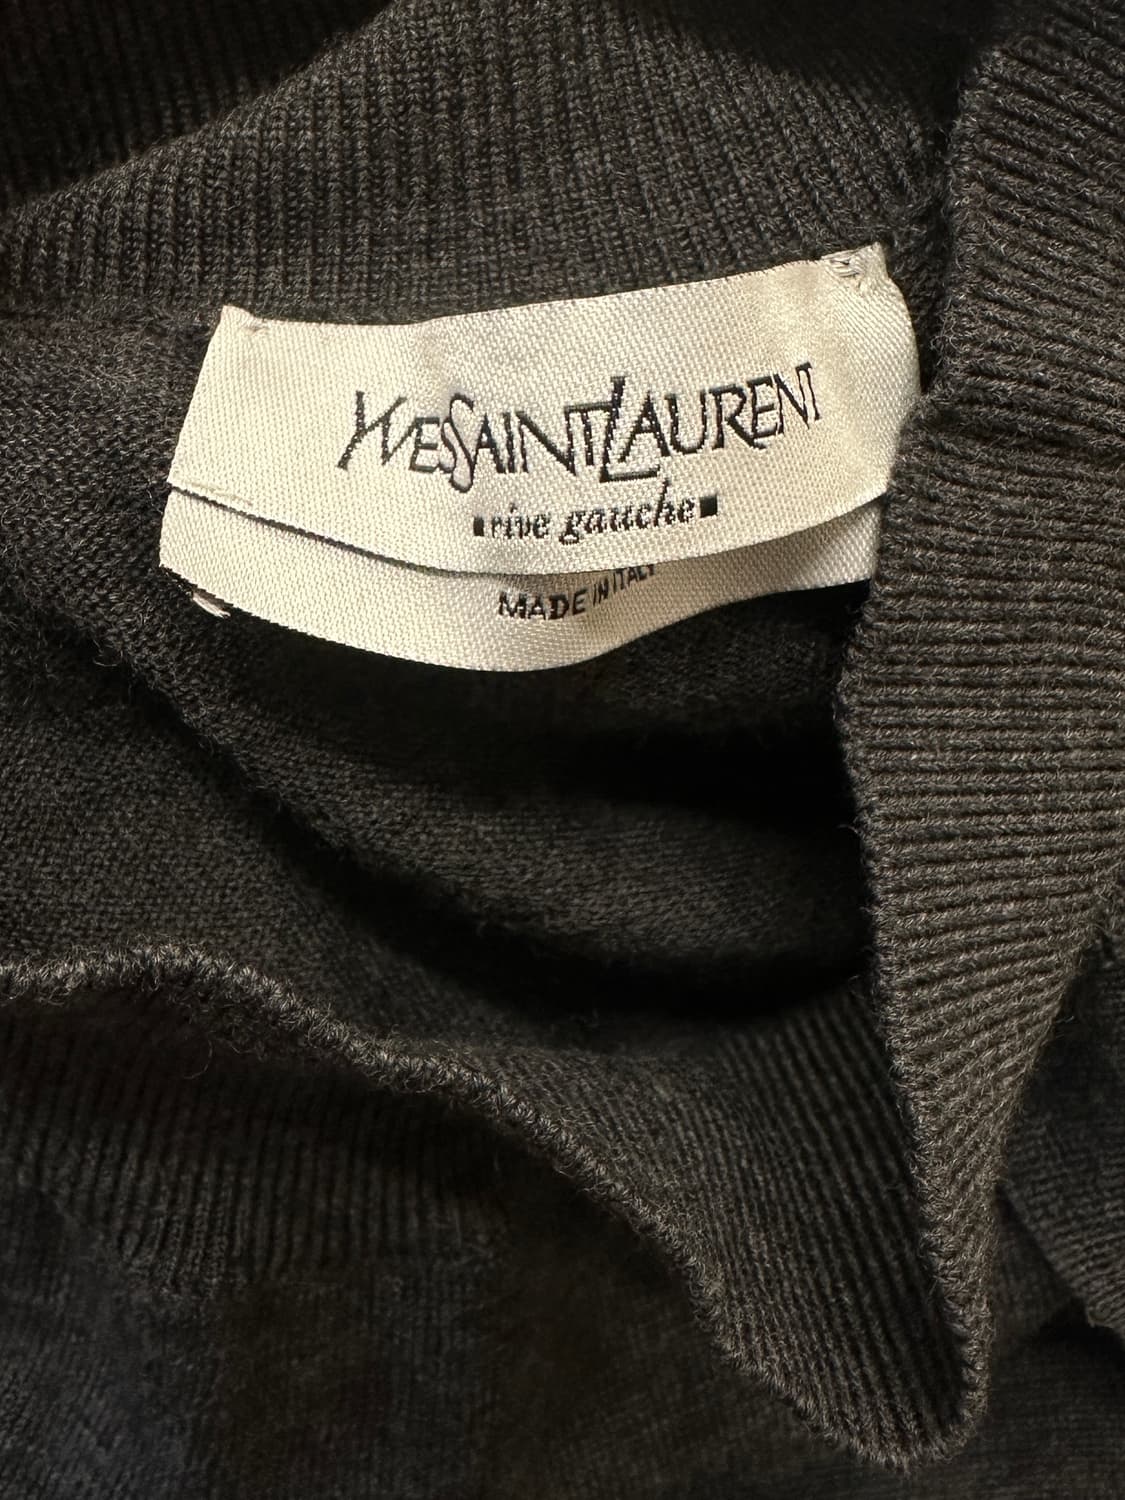 YVESSAINTLAURENT
▪rive gauche▪
MADE IN ITALY